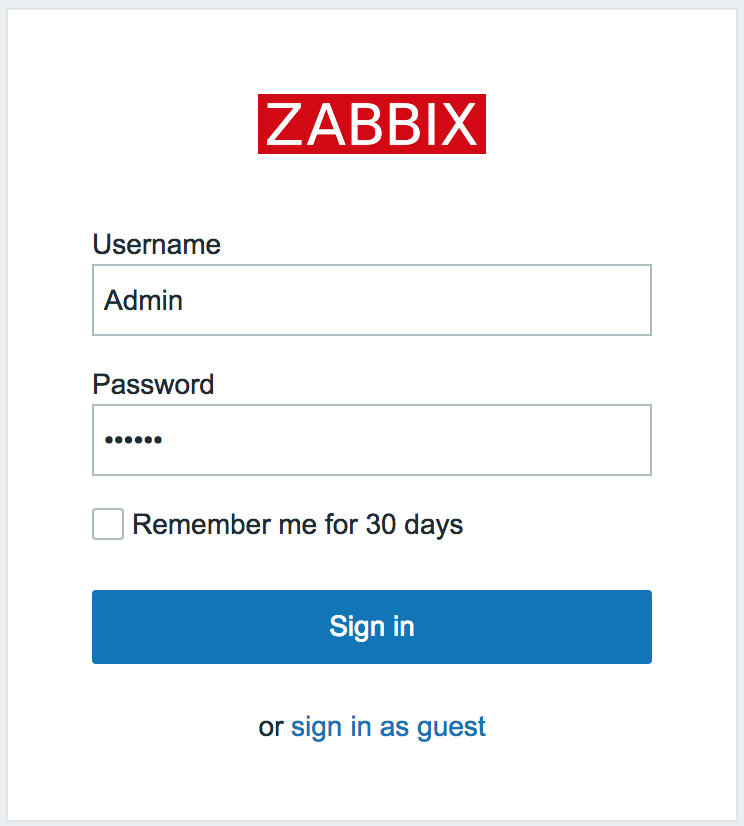 ZABBIX
Username
Admin
Password
••••••
Remember me for 30 days
Sign in
or sign in as guest